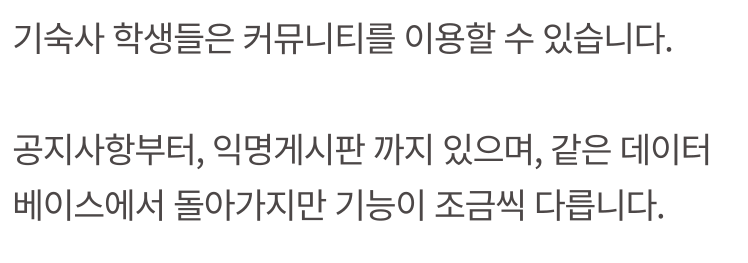 기숙사 학생들은 커뮤니티를 이용할 수 있습니다.
공지사항부터, 익명게시판 까지 있으며, 같은 데이터
베이스에서 돌아가지만 기능이 조금씩 다릅니다.